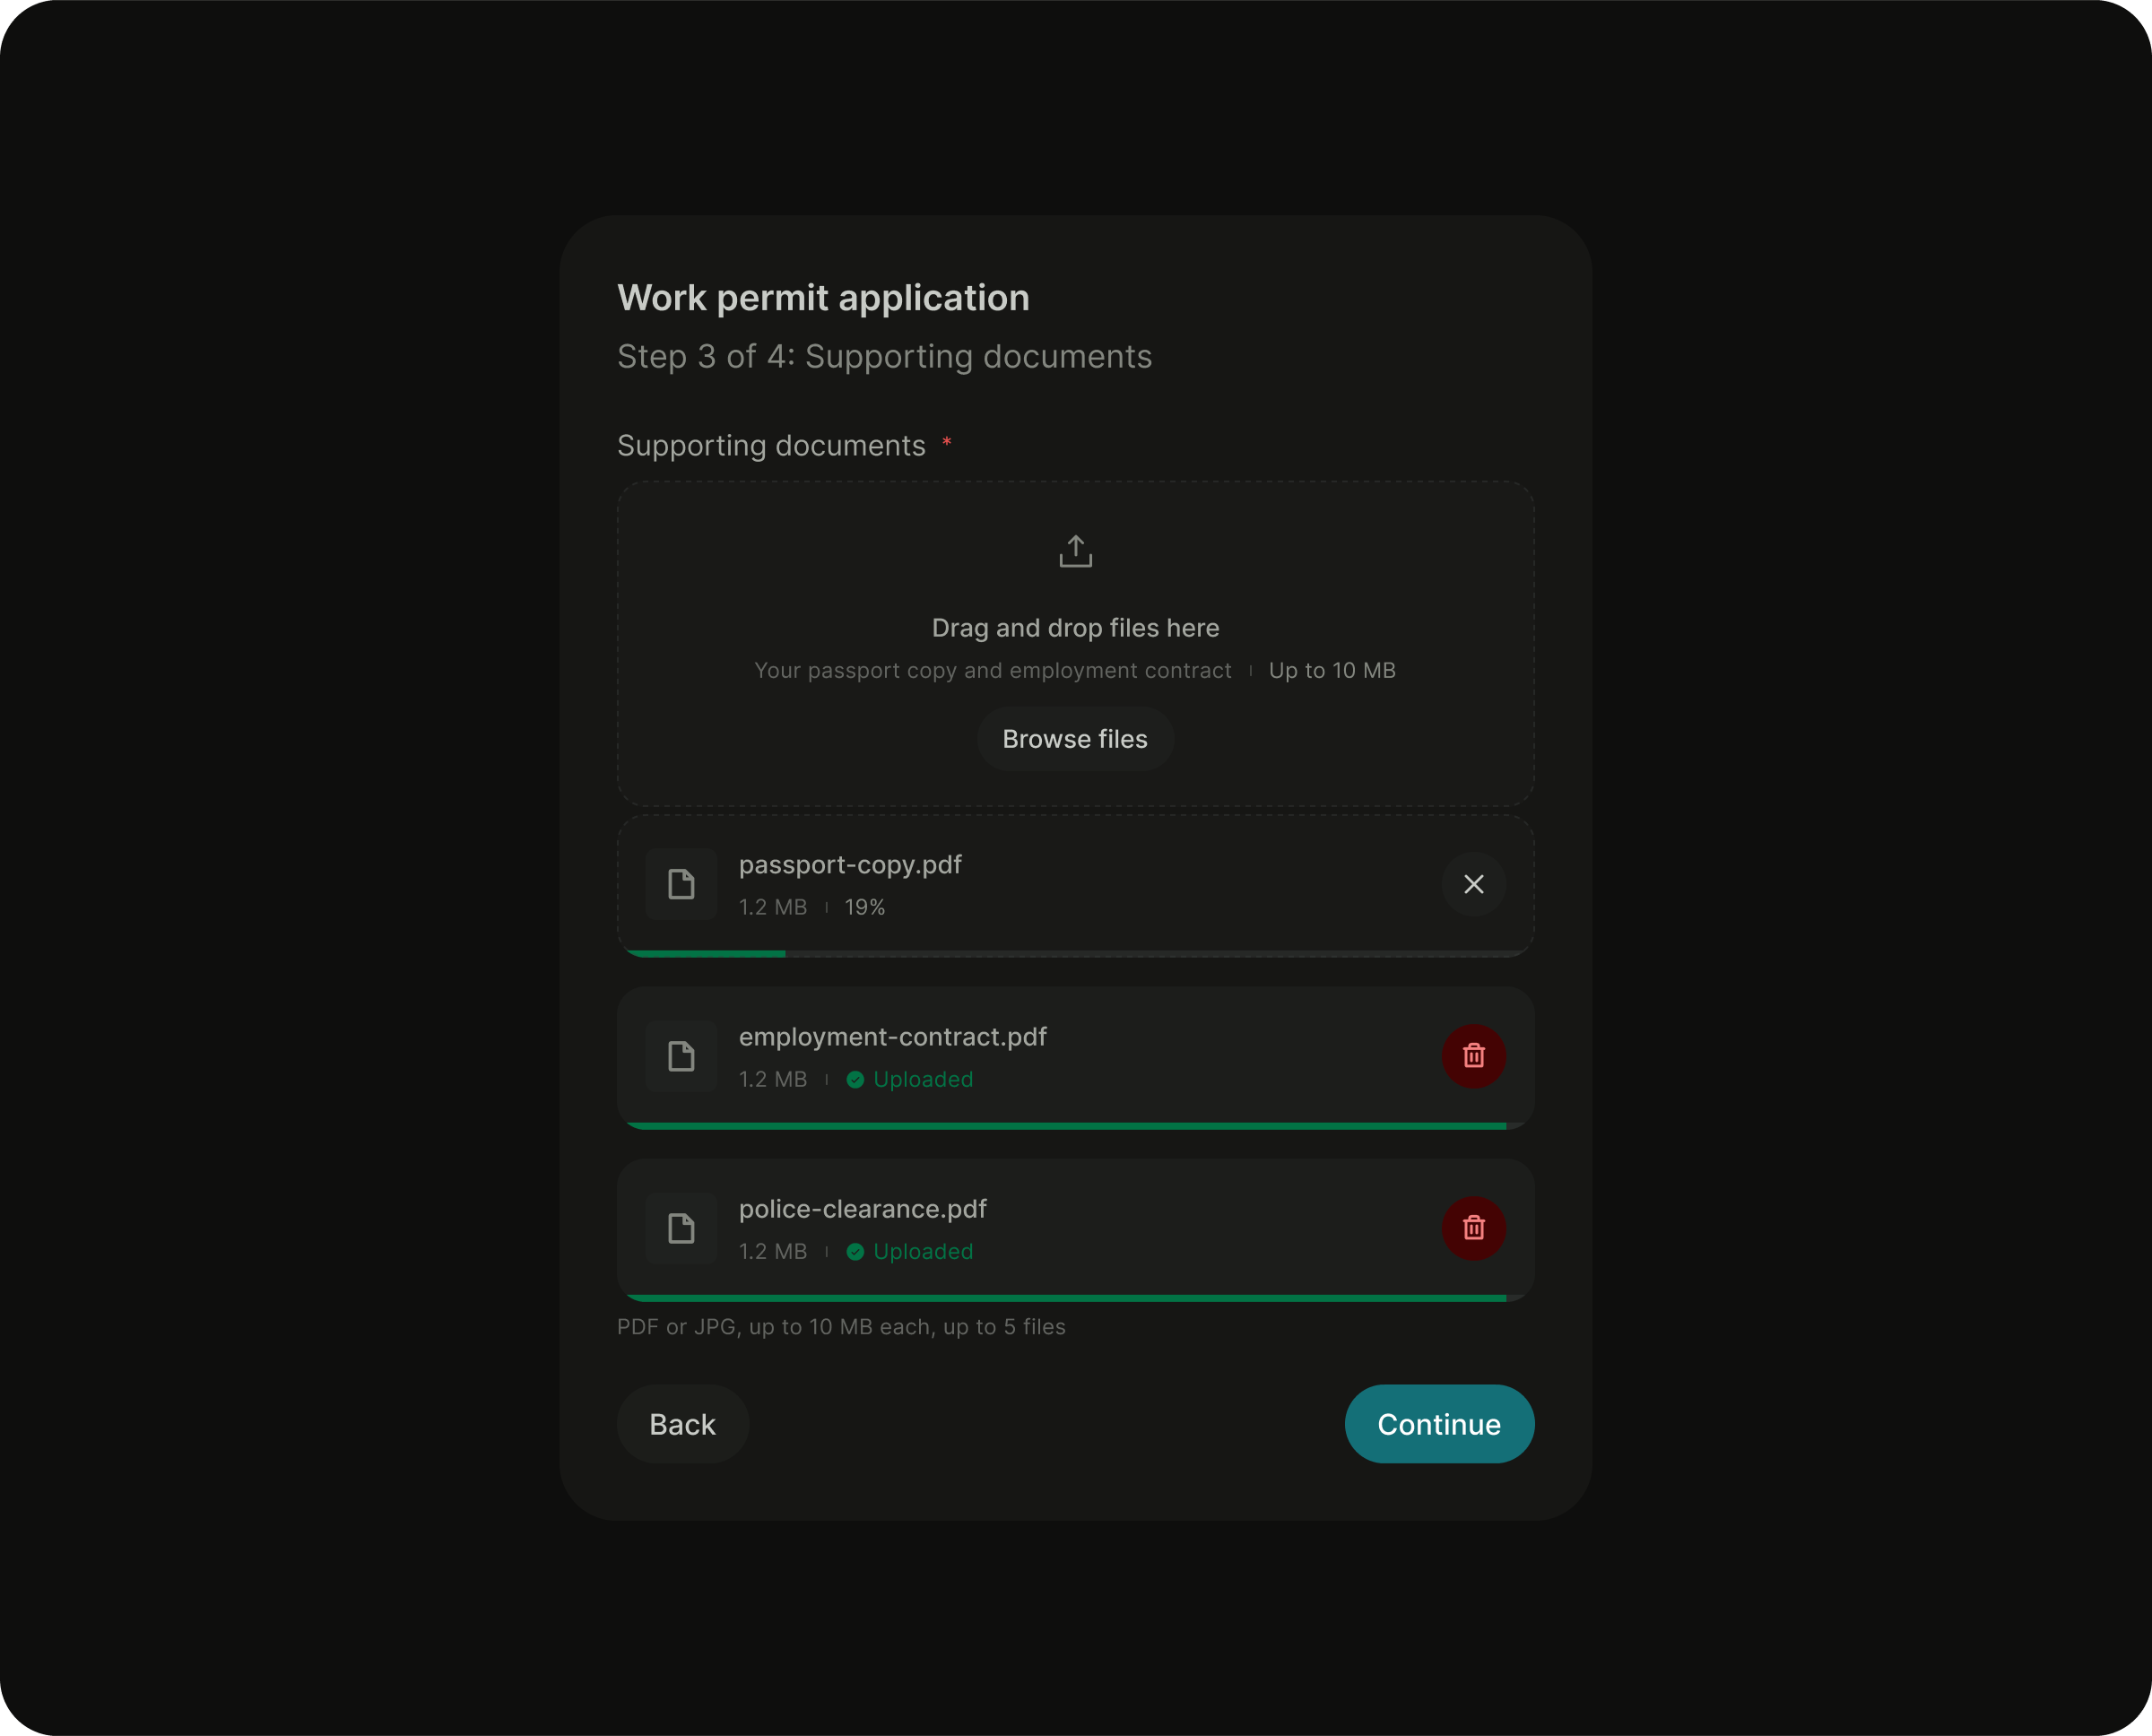 Work permit application
Step 3 of 4: Supporting documents
Supporting documents *
Drag and drop files here
Your passport copy and employment contract | Up to 10 MB
Browse files
passport-copy.pdf
1.2 MB | 19%
employment-contract.pdf
1.2 MB | Uploaded
police-clearance.pdf
1.2 MB | Uploaded
PDF or JPG, up to 10 MB each, up to 5 files
Back
Continue